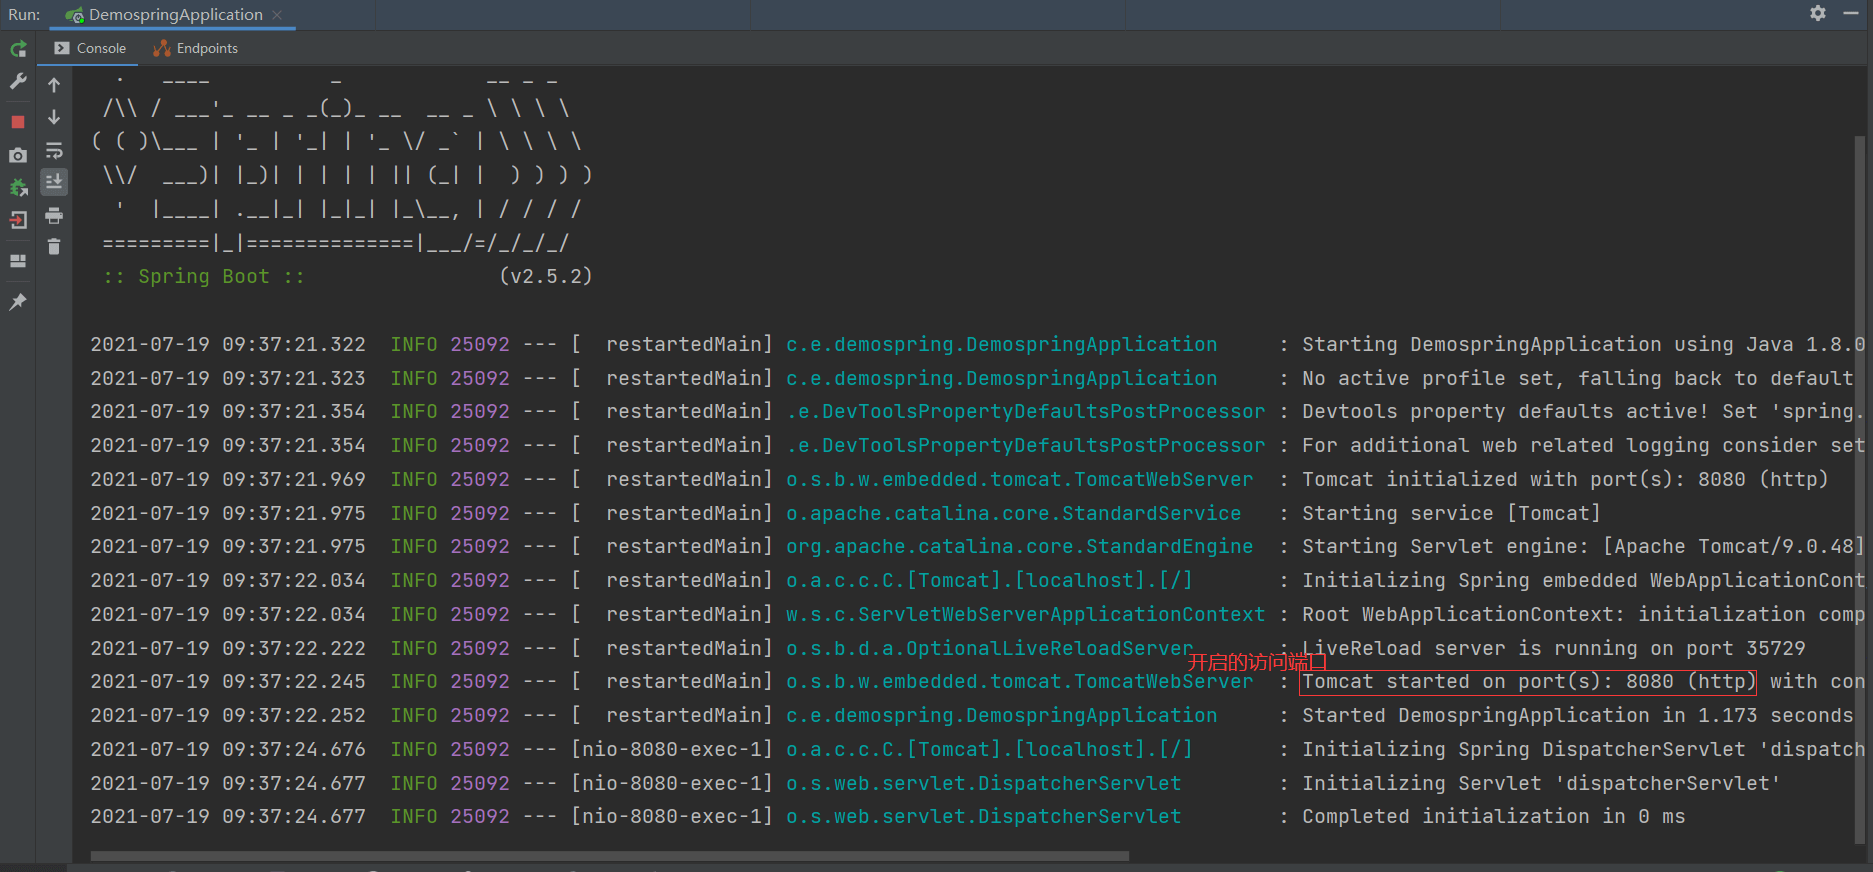 Run: DemospringApplication
Console Endpoints
  .   ____          _            __ _ _
 /\\ / ___'_ __ _ _(_)_ __  __ _ \ \ \ \
( ( )\___ | '_ | '_| | '_ \/ _` | \ \ \ \
 \\/  ___)| |_)| | | | | || (_| |  ) ) ) )
  '  |____| .__|_| |_|_| |_\__, | / / / /
 =========|_|==============|___/=/_/_/_/
 :: Spring Boot ::                (v2.5.2)
2021-07-19 09:37:21.322  INFO 25092 --- [  restartedMain] c.e.demospring.DemospringApplication     : Starting DemospringApplication using Java 1.8.0
2021-07-19 09:37:21.323  INFO 25092 --- [  restartedMain] c.e.demospring.DemospringApplication     : No active profile set, falling back to default
2021-07-19 09:37:21.354  INFO 25092 --- [  restartedMain] .e.DevToolsPropertyDefaultsPostProcessor : Devtools property defaults active! Set 'spring.
2021-07-19 09:37:21.354  INFO 25092 --- [  restartedMain] .e.DevToolsPropertyDefaultsPostProcessor : For additional web related logging consider set
2021-07-19 09:37:21.969  INFO 25092 --- [  restartedMain] o.s.b.w.embedded.tomcat.TomcatWebServer  : Tomcat initialized with port(s): 8080 (http)
2021-07-19 09:37:21.975  INFO 25092 --- [  restartedMain] o.apache.catalina.core.StandardService   : Starting service [Tomcat]
2021-07-19 09:37:21.975  INFO 25092 --- [  restartedMain] org.apache.catalina.core.StandardEngine  : Starting Servlet engine: [Apache Tomcat/9.0.48]
2021-07-19 09:37:22.034  INFO 25092 --- [  restartedMain] o.a.c.c.C.[Tomcat].[localhost].[/]       : Initializing Spring embedded WebApplicationCont
2021-07-19 09:37:22.034  INFO 25092 --- [  restartedMain] w.s.c.ServletWebServerApplicationContext : Root WebApplicationContext: initialization comp
2021-07-19 09:37:22.222  INFO 25092 --- [  restartedMain] o.s.b.d.a.OptionalLiveReloadServer       : LiveReload server is running on port 35729
开启的访问端口
2021-07-19 09:37:22.245  INFO 25092 --- [  restartedMain] o.s.b.w.embedded.tomcat.TomcatWebServer  : Tomcat started on port(s): 8080 (http) with con
2021-07-19 09:37:22.252  INFO 25092 --- [  restartedMain] c.e.demospring.DemospringApplication     : Started DemospringApplication in 1.173 seconds
2021-07-19 09:37:24.676  INFO 25092 --- [nio-8080-exec-1] o.a.c.c.C.[Tomcat].[localhost].[/]       : Initializing Spring DispatcherServlet 'dispatch
2021-07-19 09:37:24.677  INFO 25092 --- [nio-8080-exec-1] o.s.web.servlet.DispatcherServlet        : Initializing Servlet 'dispatcherServlet'
2021-07-19 09:37:24.677  INFO 25092 --- [nio-8080-exec-1] o.s.web.servlet.DispatcherServlet        : Completed initialization in 0 ms